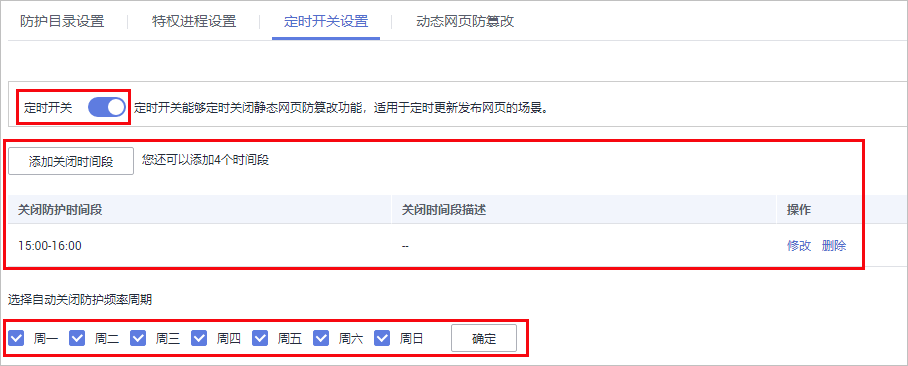 防护目录设置 特权进程设置 定时开关设置 动态网页防篡改
定时开关 定时开关能够定时关闭静态网页防篡改功能，适用于定时更新发布网页的场景。
添加关闭时间段 您还可以添加4个时间段
关闭防护时间段 关闭时间段描述 操作
15:00-16:00 -- 修改 删除
选择自动关闭防护频率周期
周一 周二 周三 周四 周五 周六 周日 确定